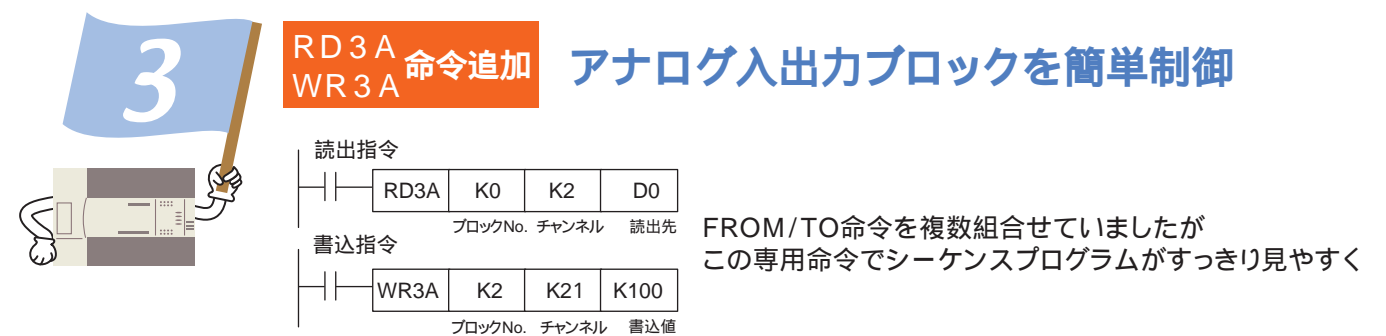 3
RD3A
WR3A
命令追加
アナログ入出力ブロックを簡単制御
読出指令
RD3A K0 K2 D0
ブロックNo. チャンネル 読出先
書込指令
WR3A K2 K21 K100
ブロックNo. チャンネル 書込値
FROM/TO命令を複数組合せていましたが
この専用命令でシーケンスプログラムがすっきり見やすく